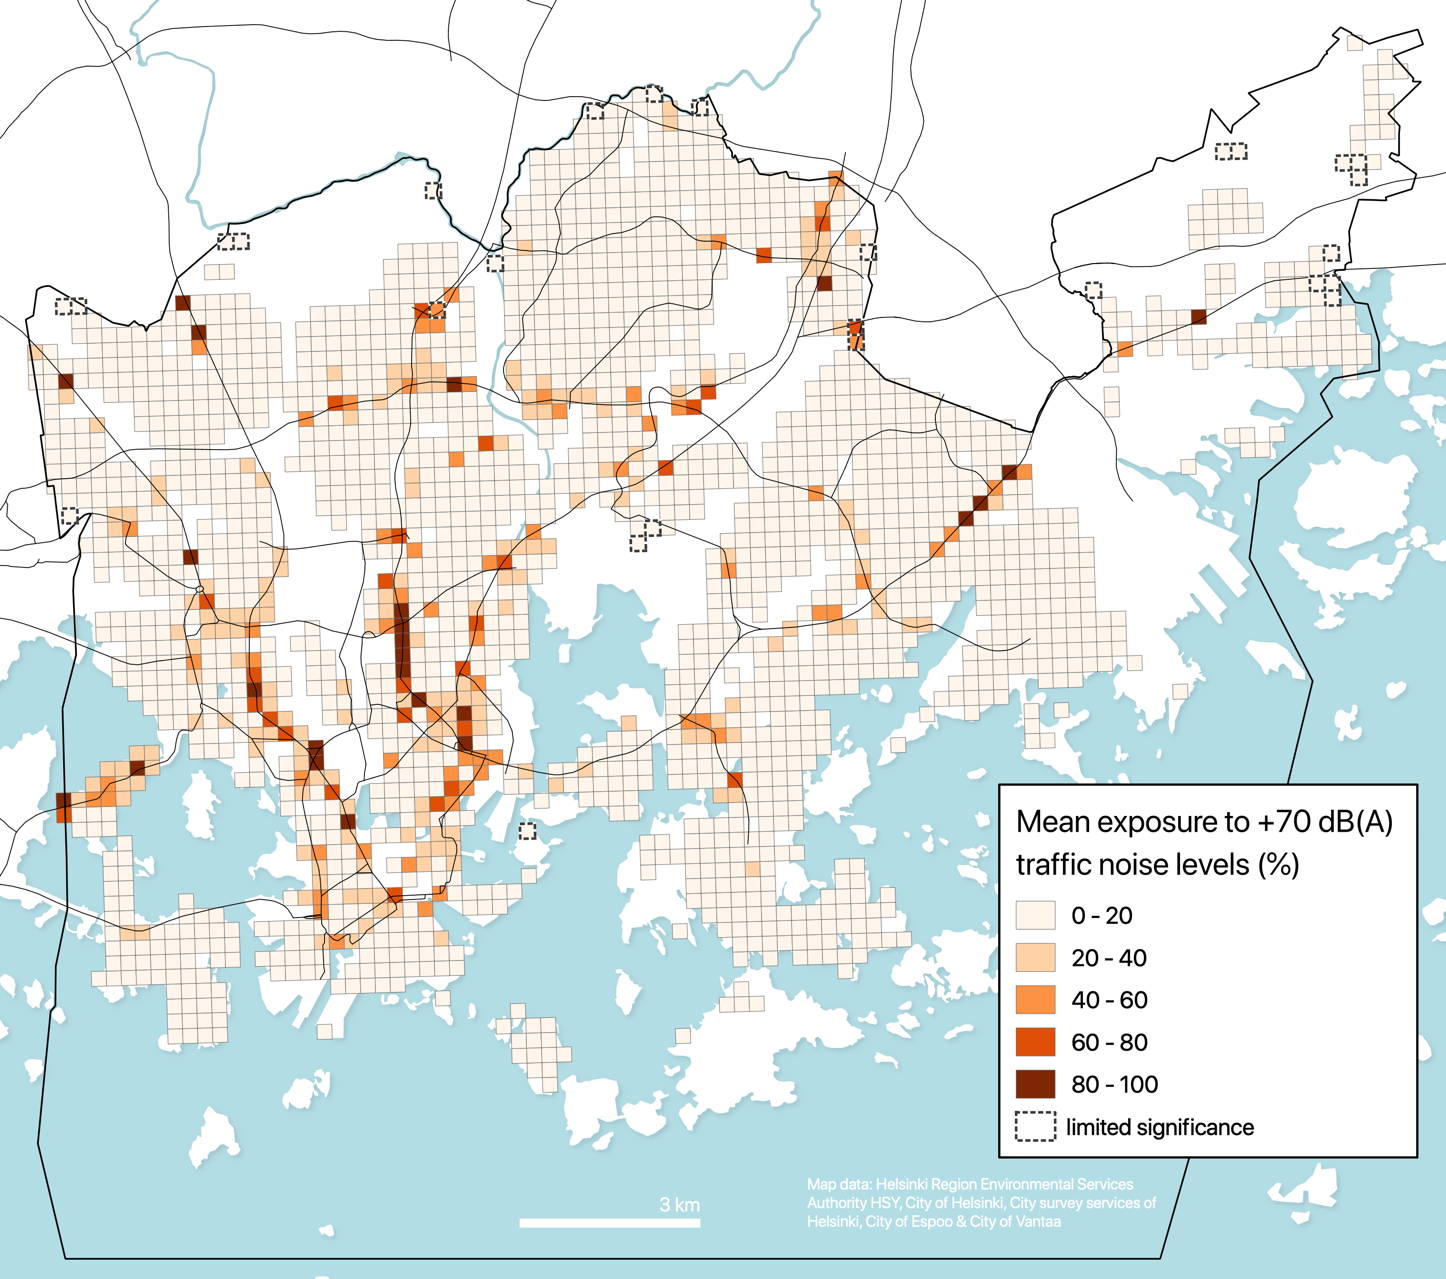 Mean exposure to +70 dB(A)
traffic noise levels (%)
0 - 20
20 - 40
40 - 60
60 - 80
80 - 100
limited significance
3 km
Map data: Helsinki Region Environmental Services
Authority HSY, City of Helsinki, City survey services of
Helsinki, City of Espoo & City of Vantaa